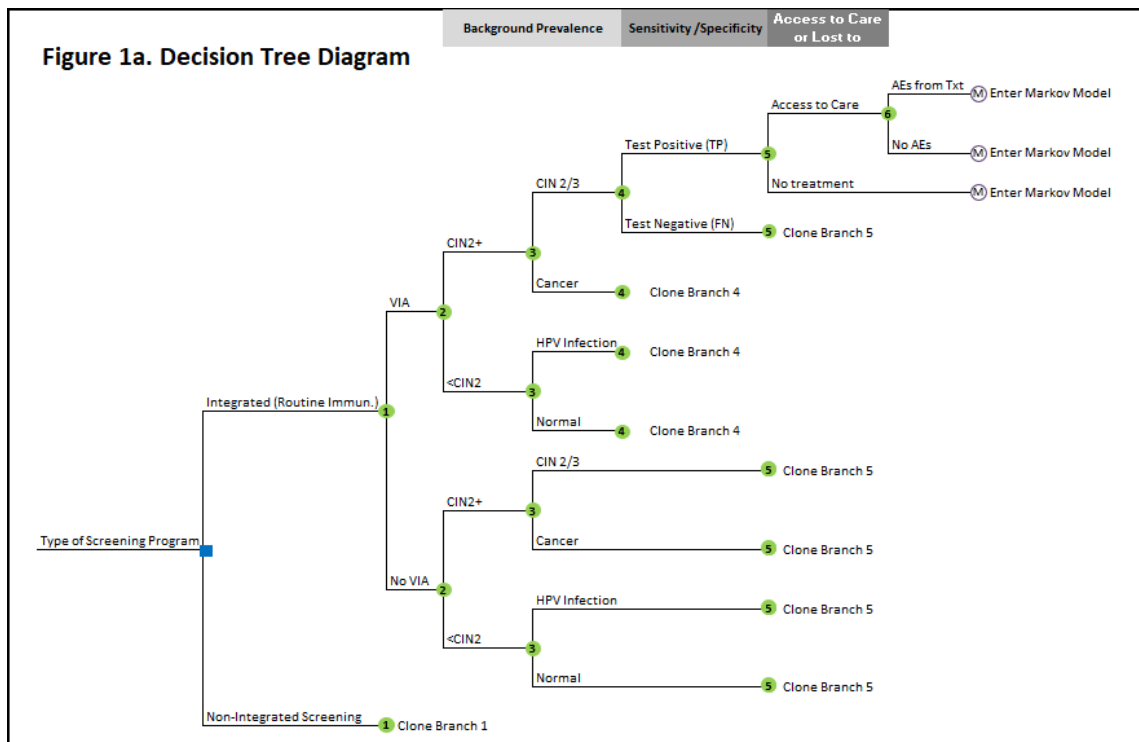 Background Prevalence
Sensitivity /Specificity
Access to Care
or Lost to
Figure 1a. Decision Tree Diagram
AEs from Txt
M Enter Markov Model
Access to Care
6
No AEs
M Enter Markov Model
Test Positive (TP)
5
No treatment
M Enter Markov Model
CIN 2/3
4
Test Negative (FN)
5 Clone Branch 5
CIN2+
3
Cancer
4 Clone Branch 4
VIA
2
HPV Infection
4 Clone Branch 4
<CIN2
3
Normal
4 Clone Branch 4
Integrated (Routine Immun.)
1
CIN 2/3
5 Clone Branch 5
CIN2+
3
Cancer
5 Clone Branch 5
Type of Screening Program
No VIA
2
HPV Infection
5 Clone Branch 5
<CIN2
3
Normal
5 Clone Branch 5
Non-Integrated Screening
1 Clone Branch 1